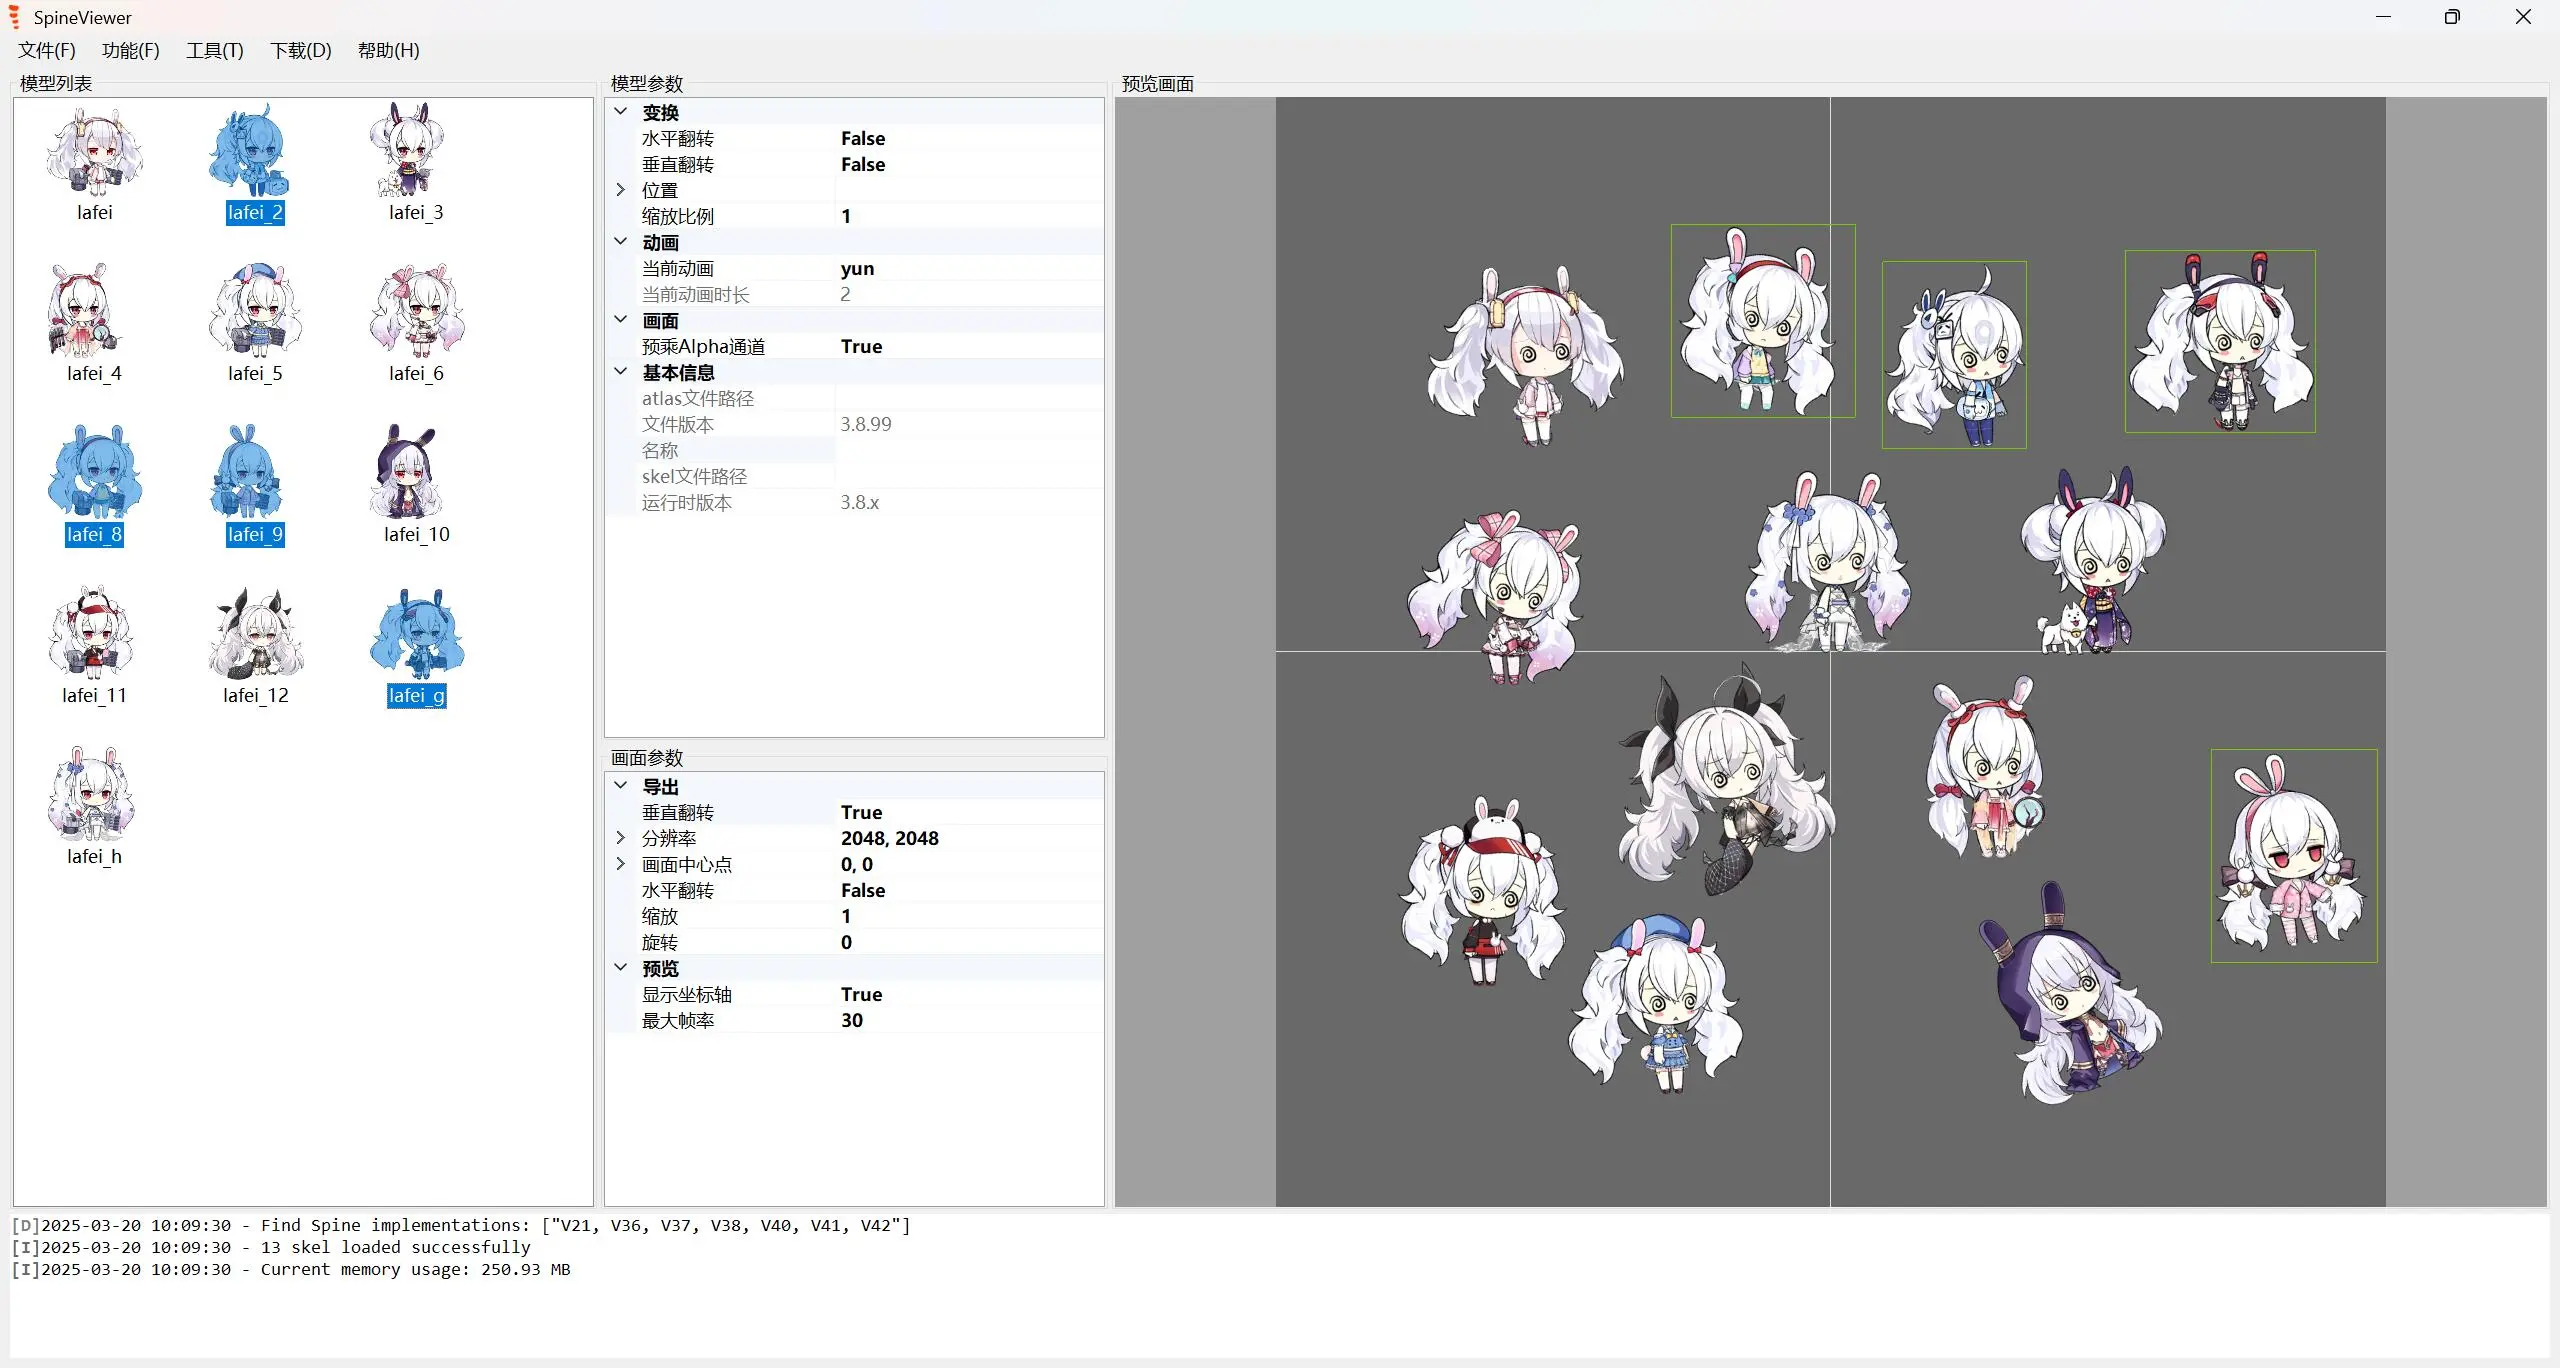 SpineViewer
文件(F) 功能(F) 工具(T) 下载(D) 帮助(H)
模型列表
lafei lafei_2 lafei_3
lafei_4 lafei_5 lafei_6
lafei_8 lafei_9 lafei_10
lafei_11 lafei_12 lafei_g
lafei_h
模型参数
变换
水平翻转 False
垂直翻转 False
位置
缩放比例 1
动画
当前动画 yun
当前动画时长 2
画面
预乘Alpha通道 True
基本信息
atlas文件路径
文件版本 3.8.99
名称
skel文件路径
运行时版本 3.8.x
画面参数
导出
垂直翻转 True
分辨率 2048, 2048
画面中心点 0, 0
水平翻转 False
缩放 1
旋转 0
预览
显示坐标轴 True
最大帧率 30
预览画面
[D]2025-03-20 10:09:30 - Find Spine implementations: ["V21, V36, V37, V38, V40, V41, V42"]
[I]2025-03-20 10:09:30 - 13 skel loaded successfully
[I]2025-03-20 10:09:30 - Current memory usage: 250.93 MB